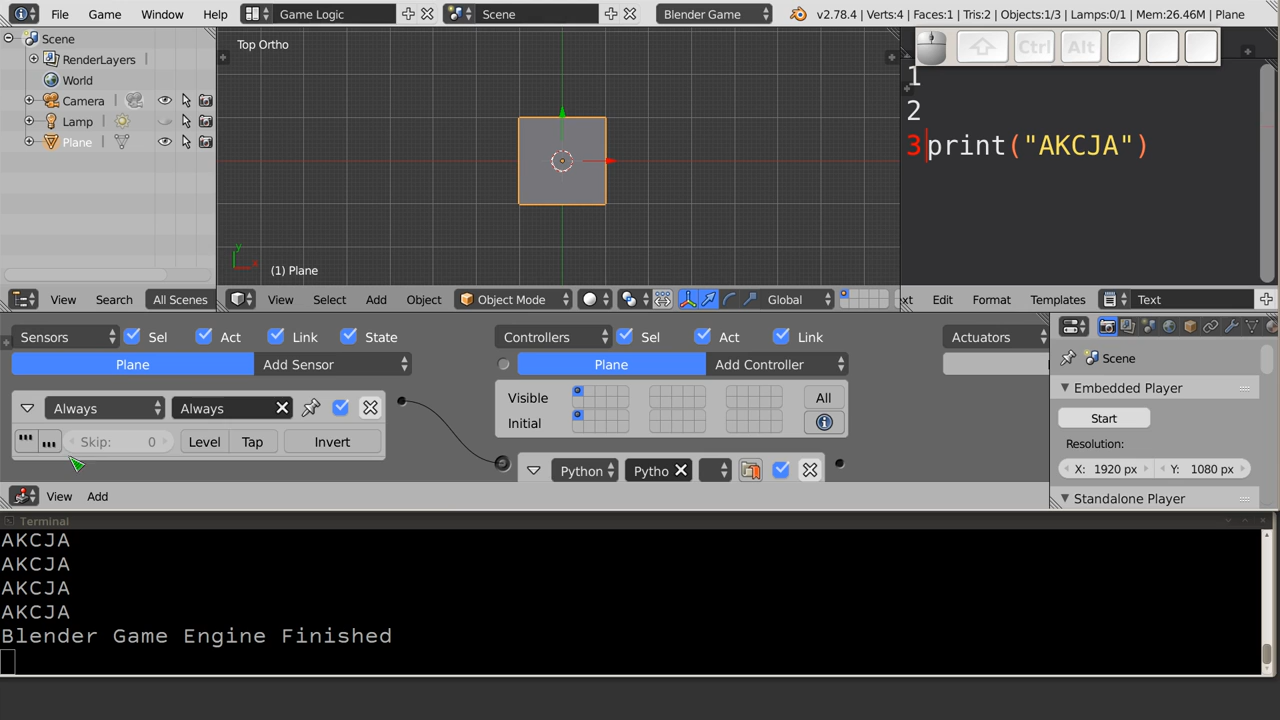 File Game Window Help Game Logic Scene Blender Game v2.78.4 | Verts:4 | Faces:1 | Tris:2 | Objects:1/3 | Lamps:0/1 | Mem:26.46M | Plane
Scene
RenderLayers
World
Camera
Lamp
Plane
View Search All Scenes
Top Ortho
(1) Plane
View Select Add Object Object Mode Global
Ctrl Alt
1
2
3 print("AKCJA")
xt Edit Format Templates Text
Sensors Sel Act Link State
Plane Add Sensor
Always Always
Skip: 0 Level Tap Invert
Controllers Sel Act Link
Plane Add Controller
Visible All
Initial
Python Pytho
Actuators
View Add
Scene
Embedded Player
Start
Resolution:
X: 1920 px Y: 1080 px
Standalone Player
Terminal
AKCJA
AKCJA
AKCJA
AKCJA
Blender Game Engine Finished